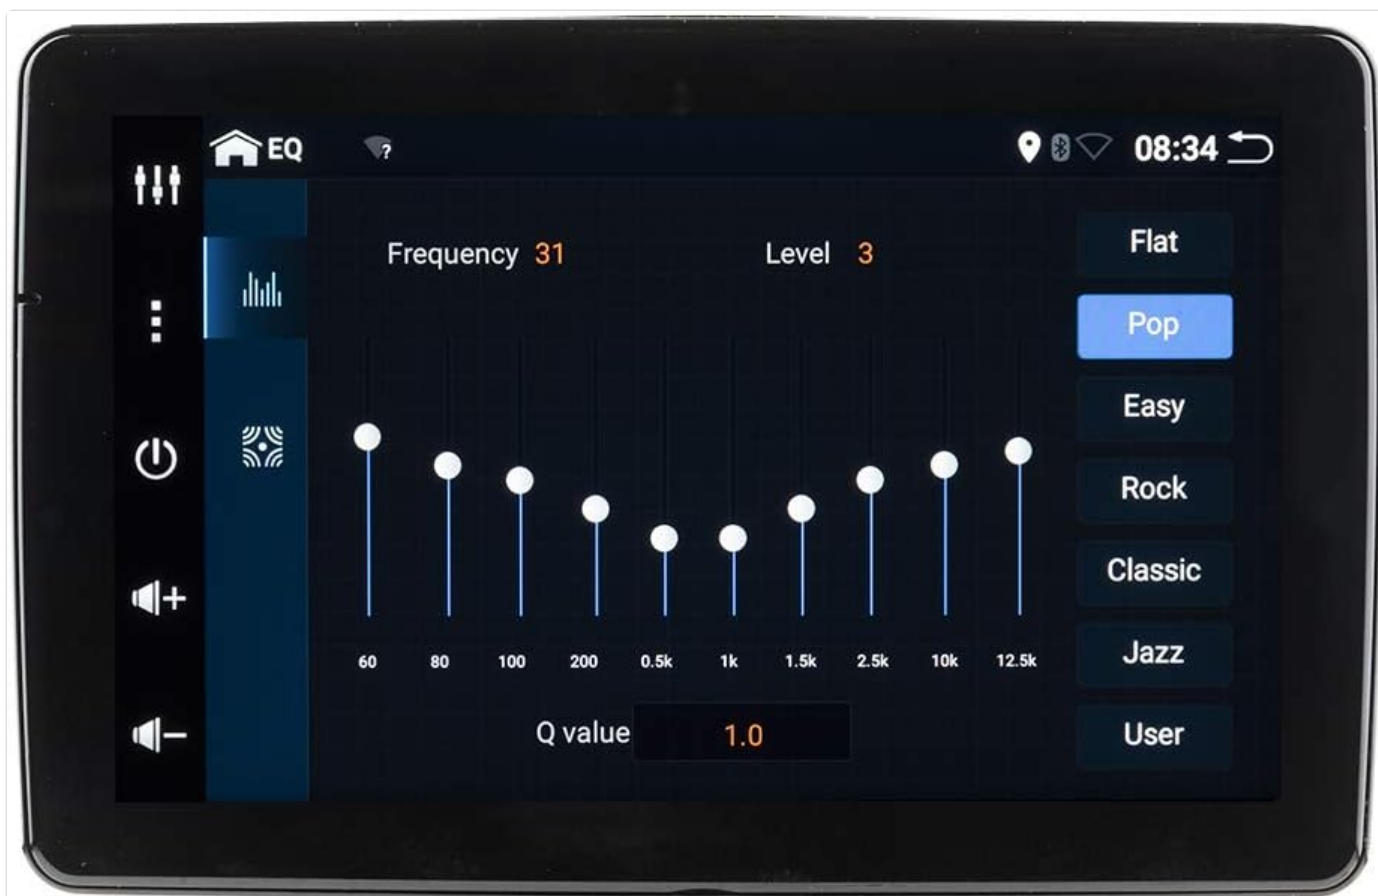 EQ
?
08:34
Frequency 31 Level 3
Flat
Pop
Easy
Rock
Classic
Jazz
User
60 80 100 200 0.5k 1k 1.5k 2.5k 10k 12.5k
Q value 1.0